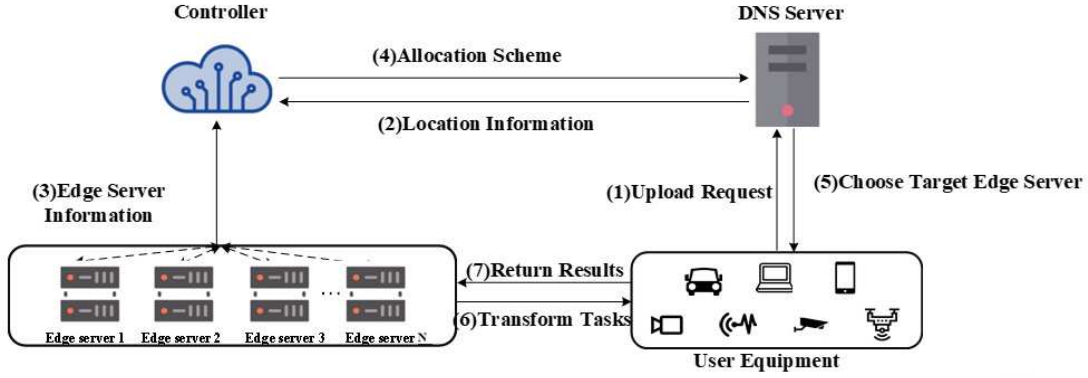 Controller
DNS Server
(4)Allocation Scheme
(2)Location Information
(3)Edge Server
Information
(1)Upload Request
(5)Choose Target Edge Server
(7)Return Results
(6)Transform Tasks
...
Edge server 1
Edge server 2
Edge server 3
Edge server N
User Equipment